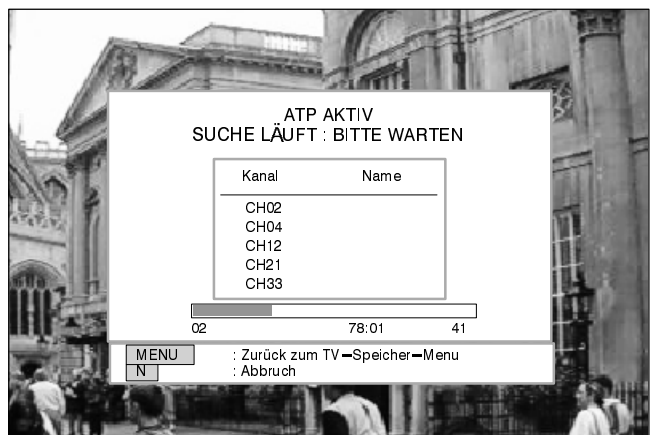 ATP AKTIV
SUCHE LÄUFT : BITTE WARTEN
Kanal Name
CH02
CH04
CH12
CH21
CH33
02 78:01 41
MENU : Zurück zum TV–Speicher–Menu
N : Abbruch